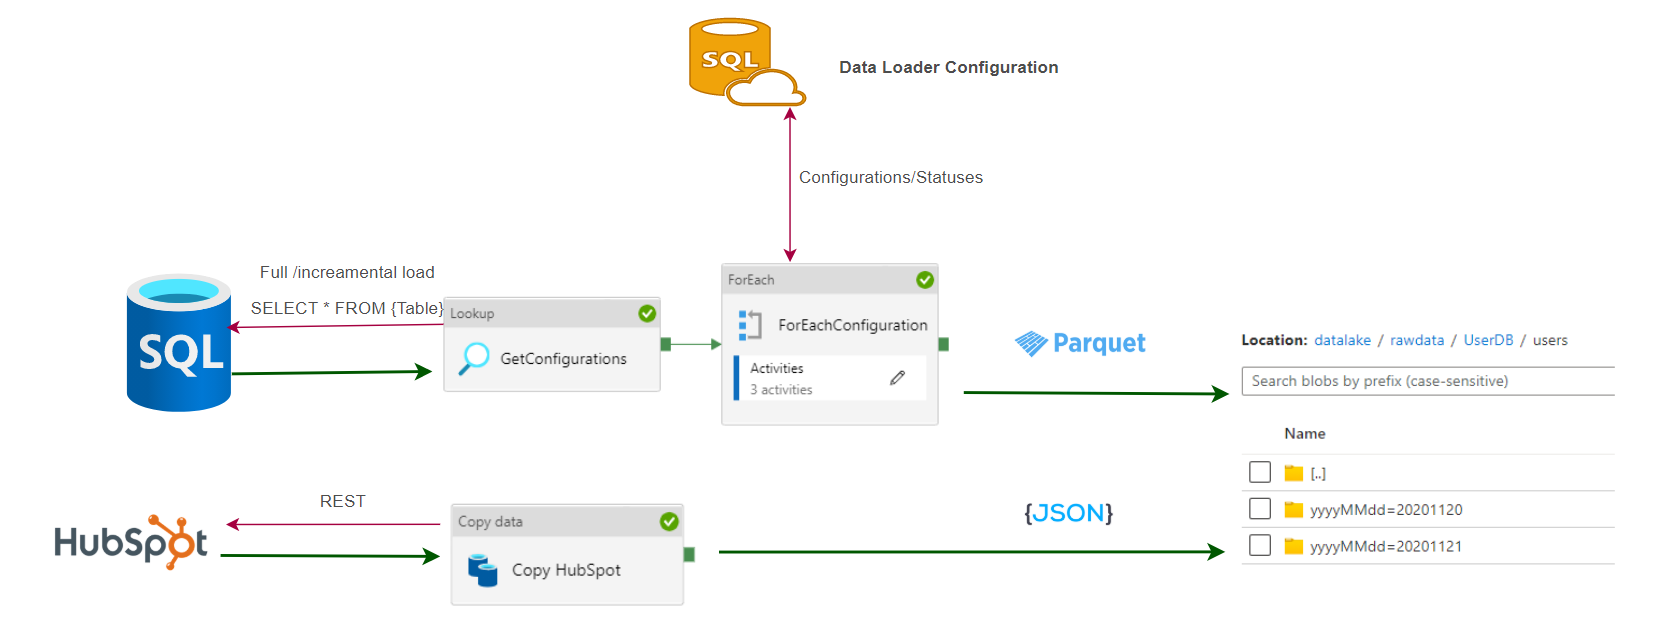 SQL
Data Loader Configuration
Configurations/Statuses
Full /increamental load
SELECT * FROM {Table}
SQL
Lookup
GetConfigurations
ForEach
ForEachConfiguration
Activities
3 activities
Parquet
Location: datalake / rawdata / UserDB / users
Search blobs by prefix (case-sensitive)
Name
[..]
yyyyMMdd=20201120
yyyyMMdd=20201121
REST
HubSpot
Copy data
Copy HubSpot
{JSON}